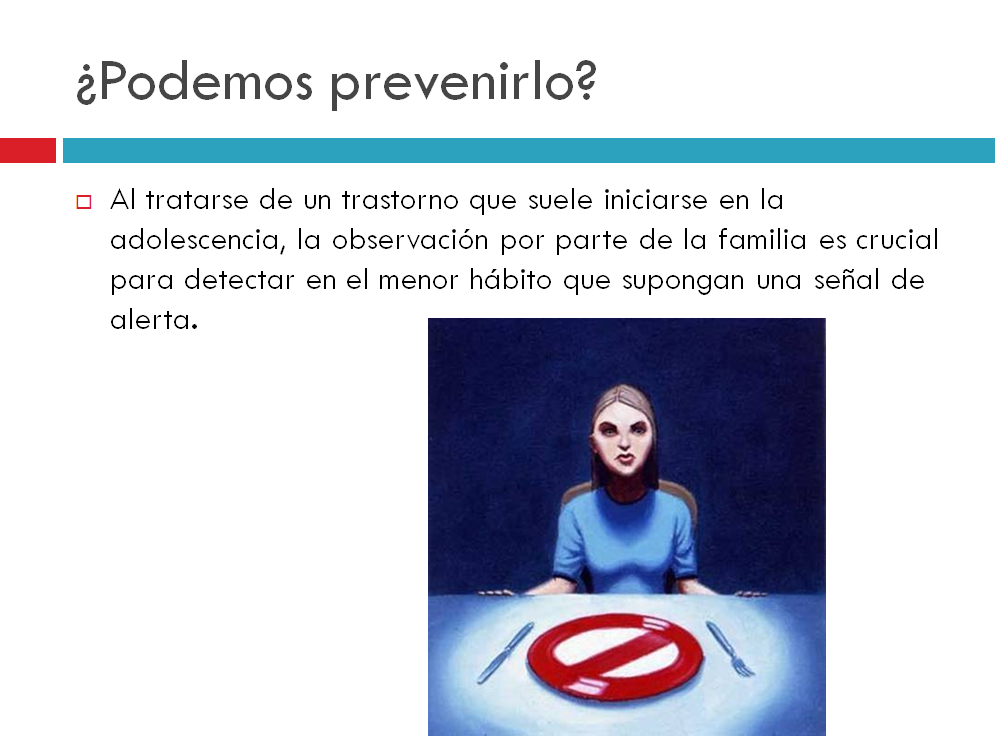 ¿Podemos prevenirlo?
Al tratarse de un trastorno que suele iniciarse en la
adolescencia, la observación por parte de la familia es crucial
para detectar en el menor hábito que supongan una señal de
alerta.